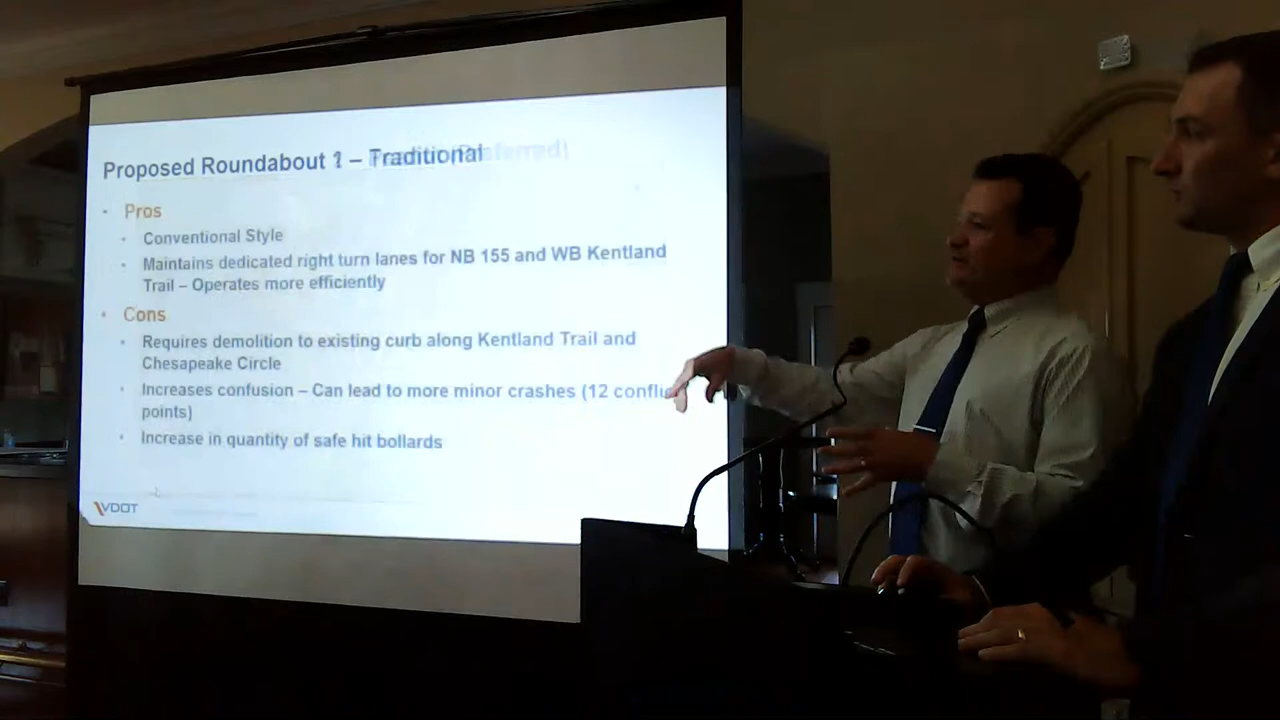 Proposed Roundabout 1 – Traditional
• Pros
• Conventional Style
• Maintains dedicated right turn lanes for NB 155 and WB Kentland
Trail – Operates more efficiently
• Cons
• Requires demolition to existing curb along Kentland Trail and
Chesapeake Circle
• Increases confusion – Can lead to more minor crashes (12
points)
• Increase in quantity of safe hit bollards
VDOT